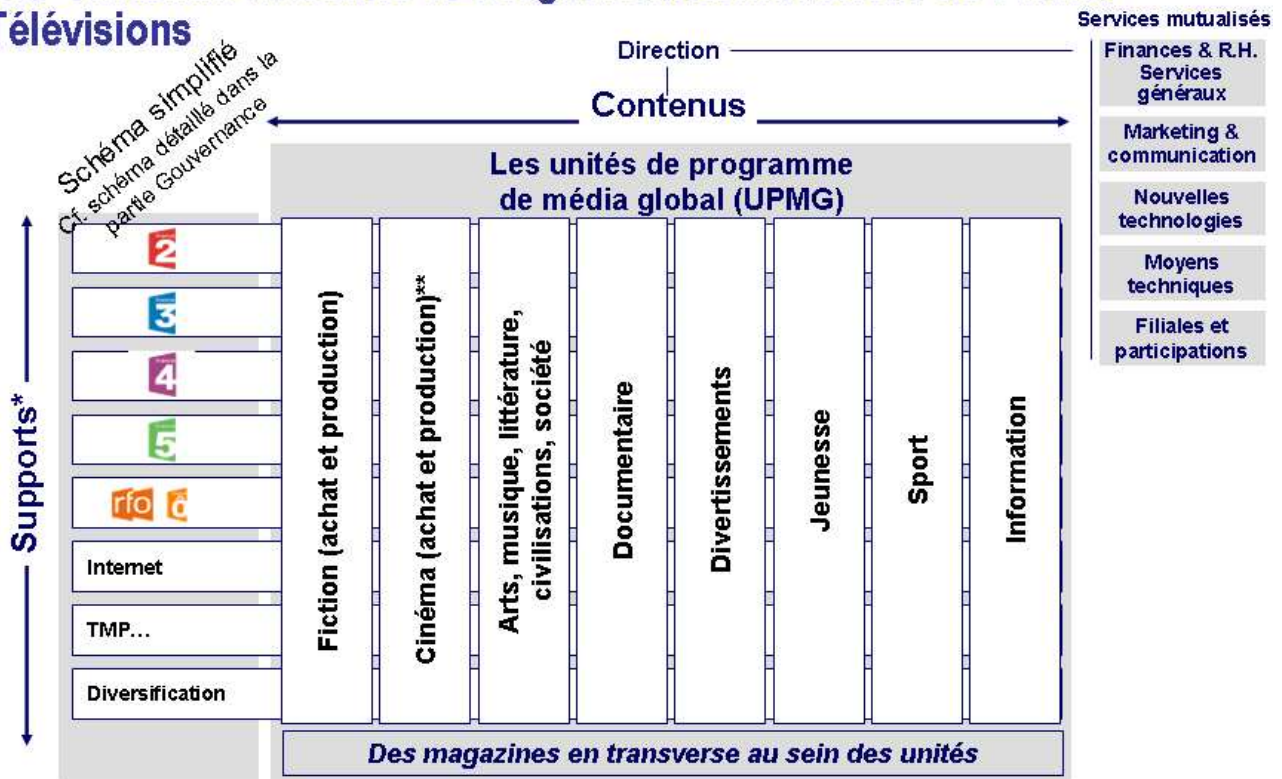 Télévisions
Schéma simplifié
Cf. schéma détaillé dans la
partie Gouvernance
Direction
Contenus
Services mutualisés
Finances & R.H.
Services
généraux
Marketing &
communication
Nouvelles
technologies
Moyens
techniques
Filiales et
participations
Les unités de programme
de média global (UPMG)
Supports*
2
3
4
5
rfo ô
Internet
TMP...
Diversification
Fiction (achat et production)
Cinéma (achat et production)**
Arts, musique, littérature,
civilisations, société
Documentaire
Divertissements
Jeunesse
Sport
Information
Des magazines en transverse au sein des unités